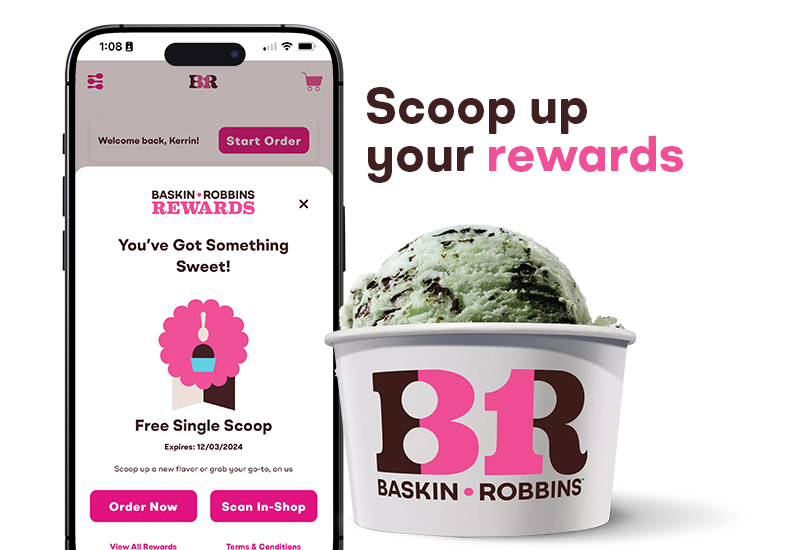 1:08
BR
Welcome back, Kerrin!
Start Order
BASKIN•ROBBINS
REWARDS
×
You've Got Something
Sweet!
Free Single Scoop
Expires: 12/03/2024
Scoop up a new flavor or grab your go-to, on us
Order Now
Scan In-Shop
View All Rewards
Terms & Conditions
Scoop up
your rewards
BR
BASKIN•ROBBINS